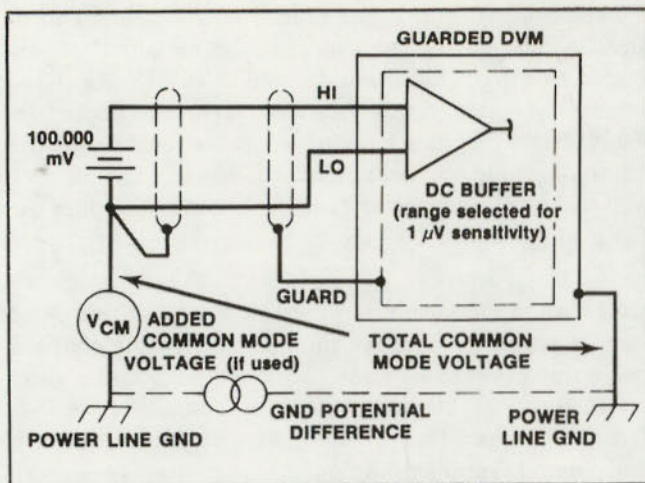 GUARDED DVM
HI
100.000
mV
LO
DC BUFFER
(range selected for
1 μV sensitivity)
GUARD
VCM
ADDED
COMMON MODE
VOLTAGE (if used)
TOTAL COMMON
MODE VOLTAGE
GND POTENTIAL
DIFFERENCE
POWER LINE GND
POWER
LINE GND